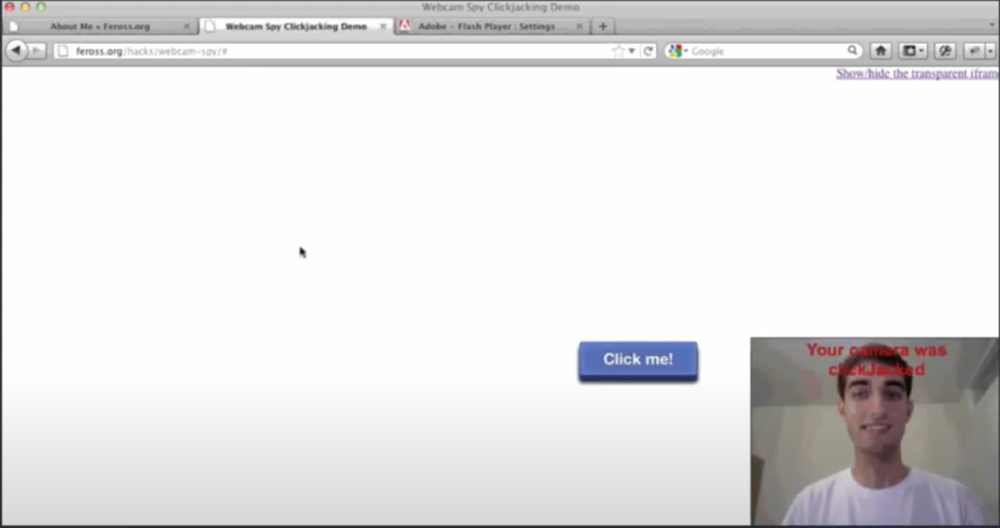 Webcam Spy Clickjacking Demo
About Me » Feross.org
Webcam Spy Clickjacking Demo
Adobe - Flash Player : Settings
feross.org/hacks/webcam-spy/#
Google
Show/hide the transparent ifram
Click me!
Your camera was
clickJacked